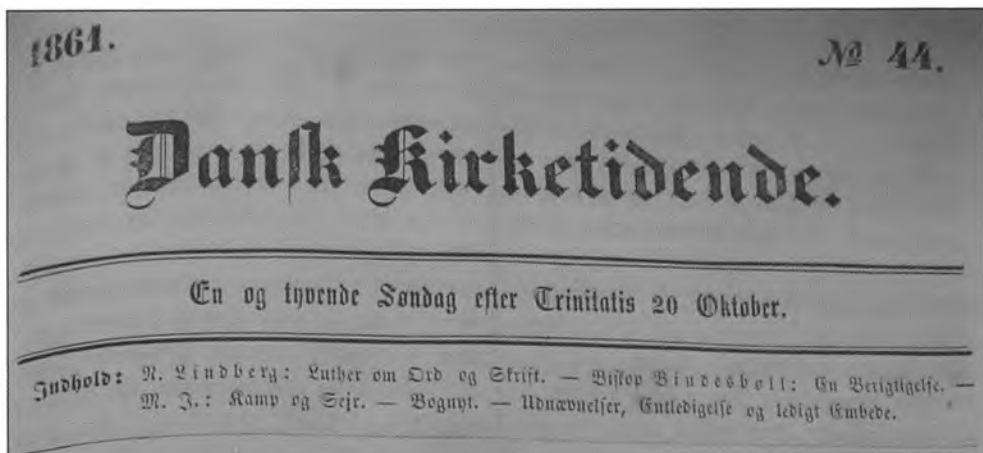 1861.
№ 44.
Dansk Kirketidende.
En og tyvende Søndag efter Trinitatis 20 Oktober.
Indhold: N. Lindberg: Luther om Ord og Skrift. — Biskop Bindesbøll: En Berigtigelse. —
M. J.: Kamp og Sejr. — Bognyt. — Udnævnelser, Entledigelse og ledigt Embede.